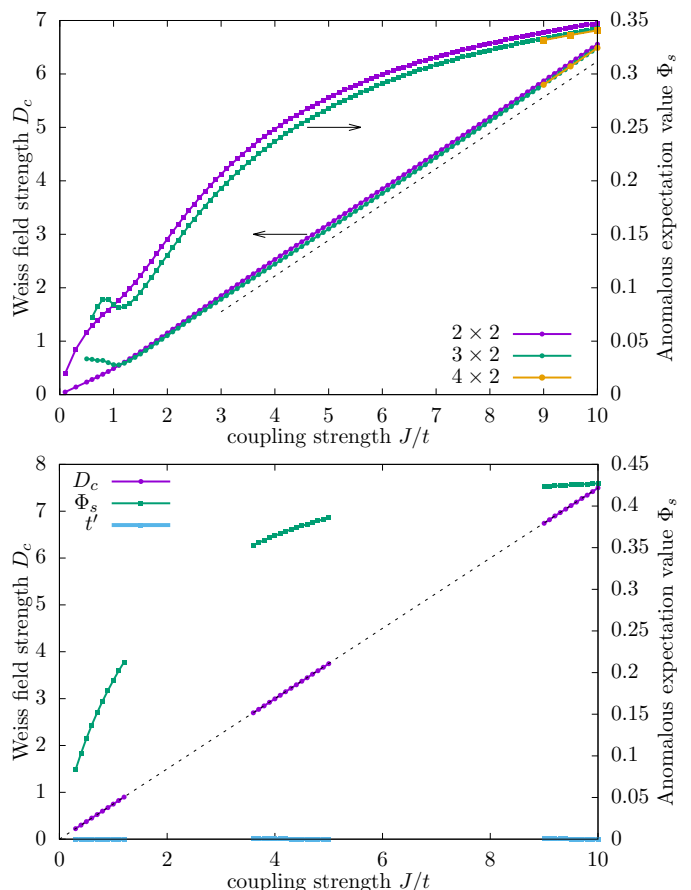 7
6
5
4
3
2
1
0
0.35
0.3
0.25
0.2
0.15
0.1
0.05
0
0 1 2 3 4 5 6 7 8 9 10
Weiss field strength D_c
Anomalous expectation value Φ_s
2 × 2
3 × 2
4 × 2
coupling strength J/t
8
7
6
5
4
3
2
1
0
0.45
0.4
0.35
0.3
0.25
0.2
0.15
0.1
0.05
0
0 2 4 6 8 10
Weiss field strength D_c
Anomalous expectation value Φ_s
D_c
Φ_s
t′
coupling strength J/t